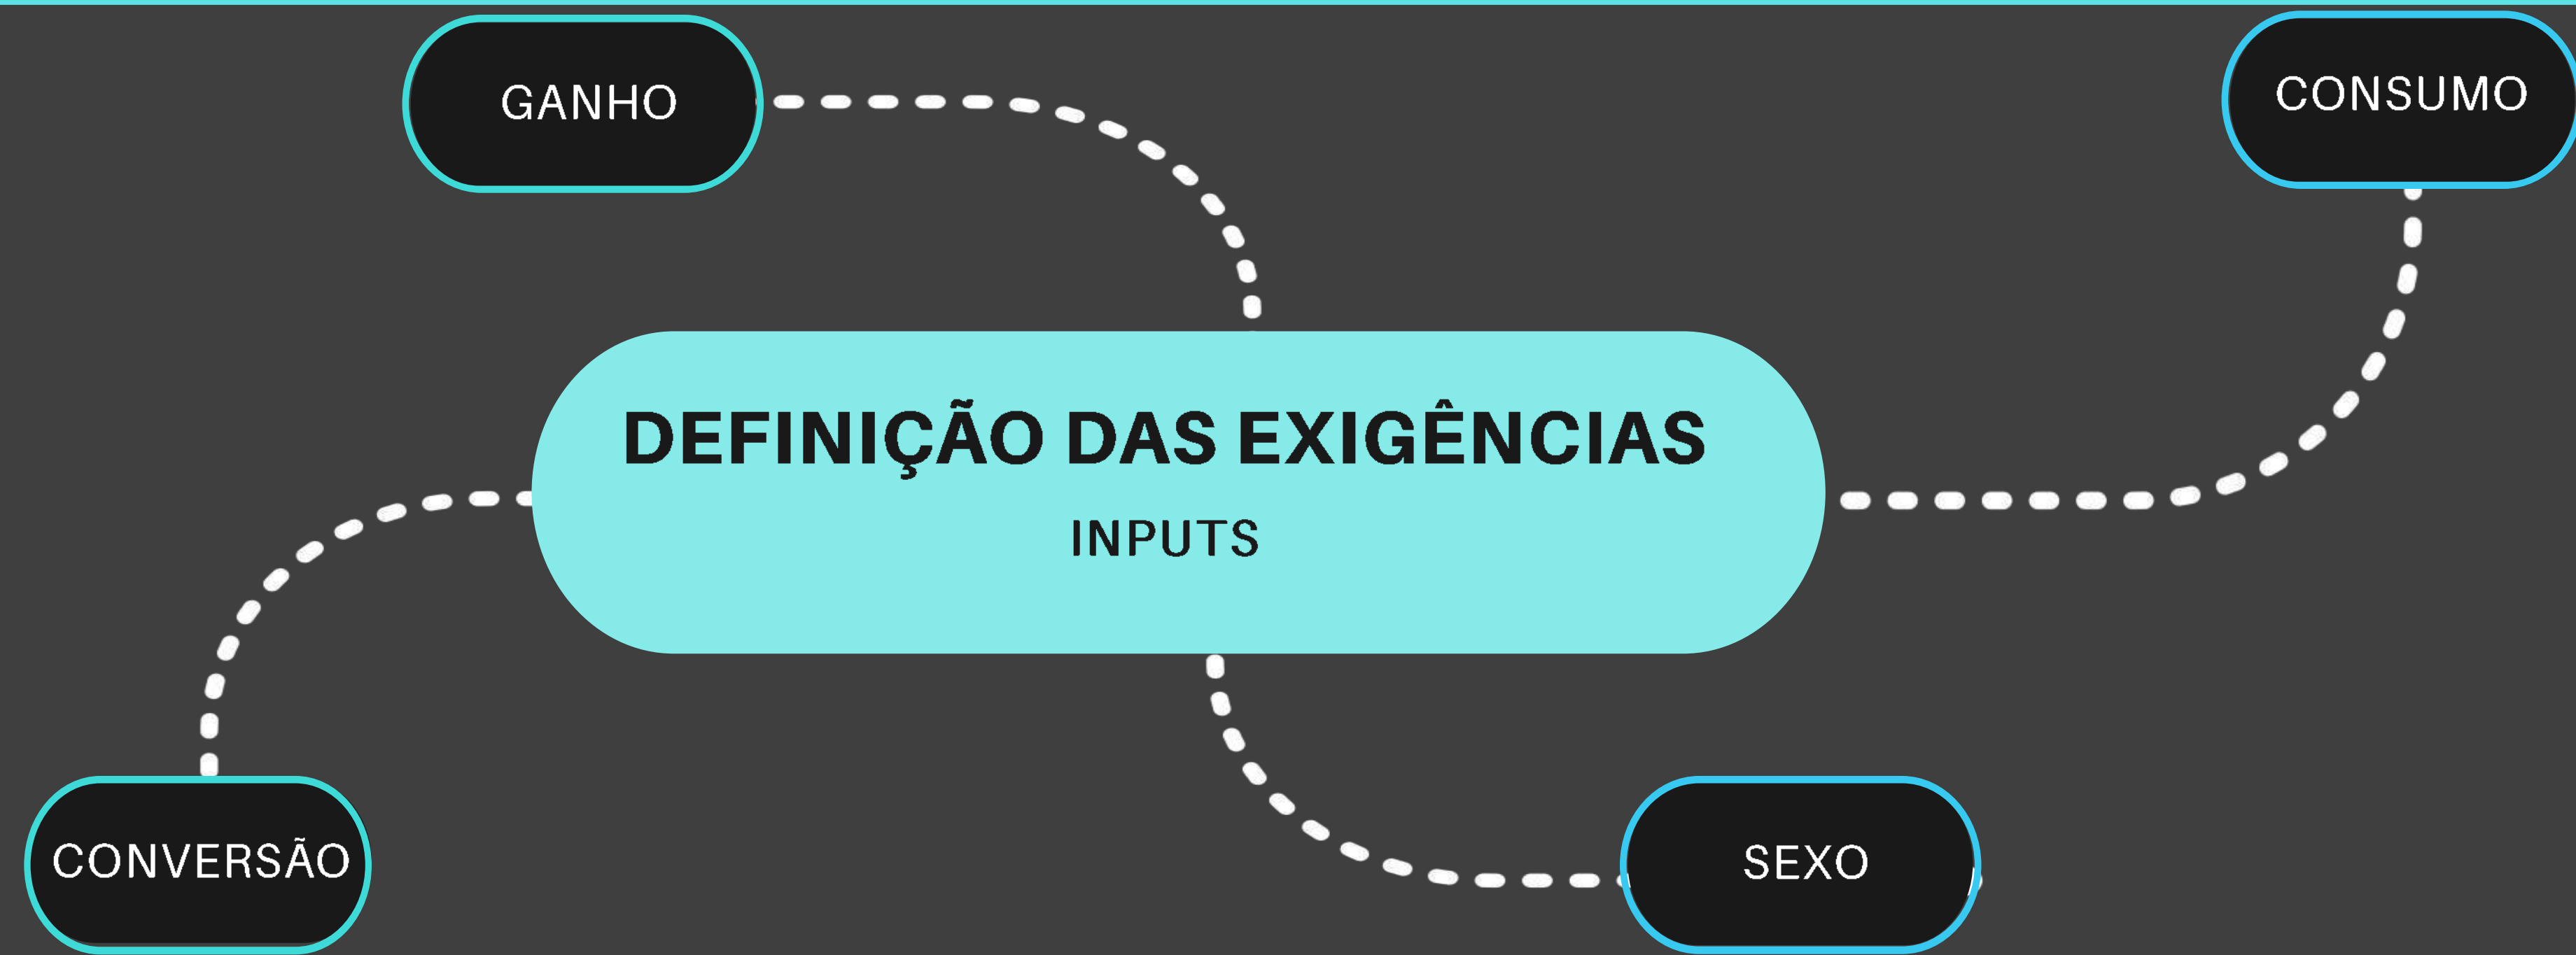 GANHO
CONSUMO
DEFINIÇÃO DAS EXIGÊNCIAS
INPUTS
CONVERSÃO
SEXO